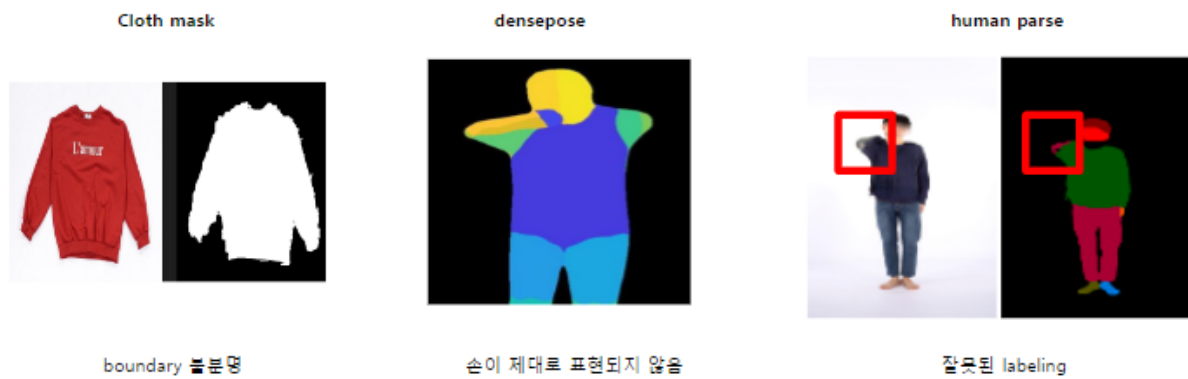 Cloth mask
densepose
human parse
L'amour
boundary 불분명
손이 제대로 표현되지 않음
잘못된 labeling